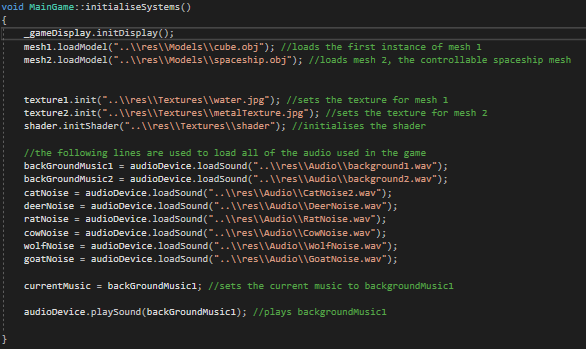 void MainGame::initialiseSystems()
{
_gameDisplay.initDisplay();
mesh1.loadModel("..\\res\\Models\\cube.obj"); //loads the first instance of mesh 1
mesh2.loadModel("..\\res\\Models\\spaceship.obj"); //loads mesh 2, the controllable spaceship mesh
texture1.init("..\\res\\Textures\\water.jpg"); //sets the texture for mesh 1
texture2.init("..\\res\\Textures\\metalTexture.jpg"); //sets the texture for mesh 2
shader.initShader("..\\res\\Textures\\shader"); //initialises the shader
//the following lines are used to load all of the audio used in the game
backGroundMusic1 = audioDevice.loadSound("..\\res\\Audio\\background1.wav");
backGroundMusic2 = audioDevice.loadSound("..\\res\\Audio\\background2.wav");
catNoise = audioDevice.loadSound("..\\res\\Audio\\CatNoise2.wav");
deerNoise = audioDevice.loadSound("..\\res\\Audio\\DeerNoise.wav");
ratNoise = audioDevice.loadSound("..\\res\\Audio\\RatNoise.wav");
cowNoise = audioDevice.loadSound("..\\res\\Audio\\CowNoise.wav");
wolfNoise = audioDevice.loadSound("..\\res\\Audio\\WolfNoise.wav");
goatNoise = audioDevice.loadSound("..\\res\\Audio\\GoatNoise.wav");
currentMusic = backGroundMusic1; //sets the current music to backgroundMusic1
audioDevice.playSound(backGroundMusic1); //plays backgroundMusic1
}